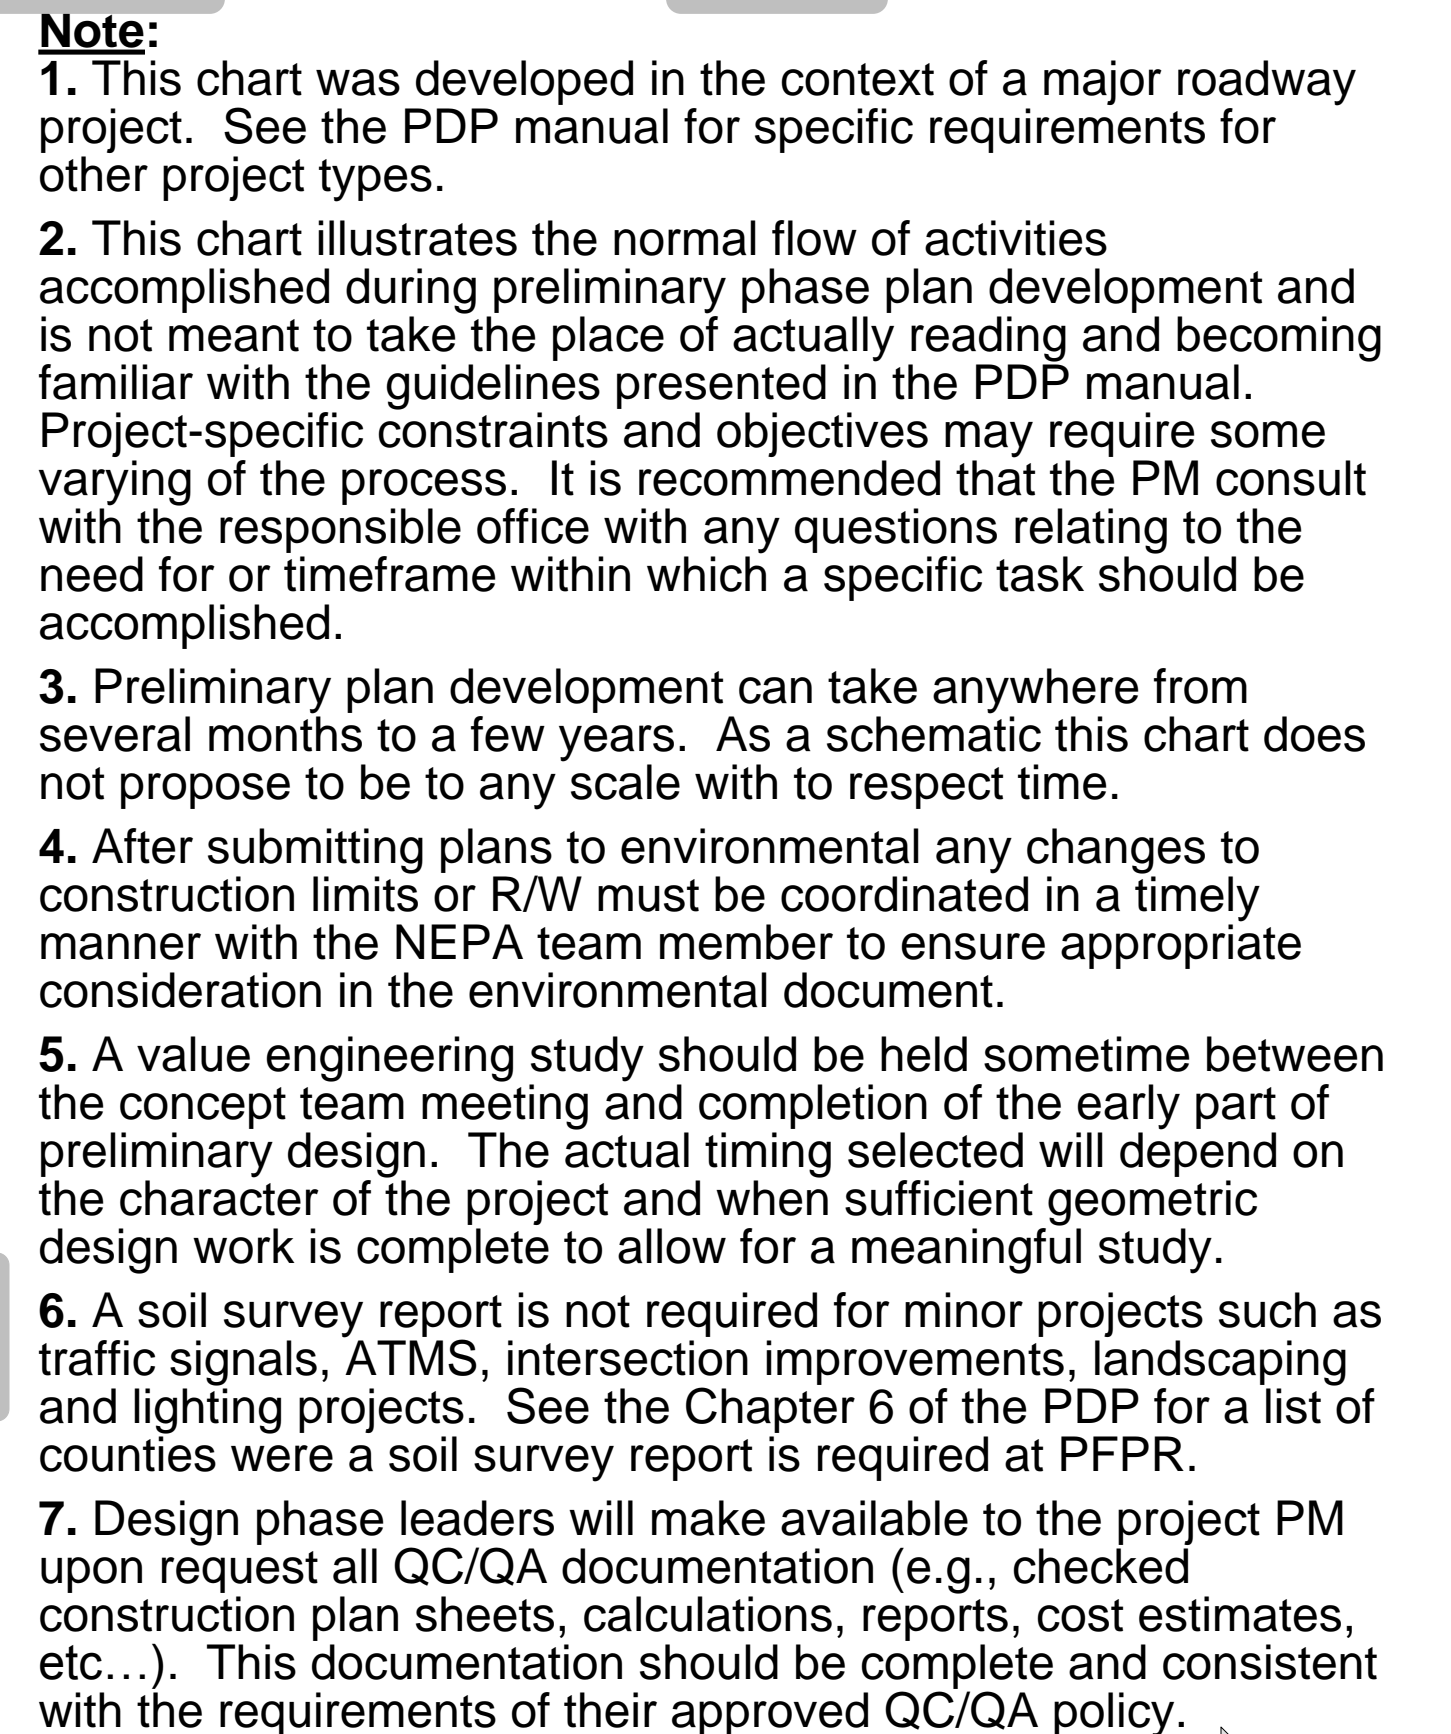 Note:
1. This chart was developed in the context of a major roadway
project.  See the PDP manual for specific requirements for
other project types.
2. This chart illustrates the normal flow of activities
accomplished during preliminary phase plan development and
is not meant to take the place of actually reading and becoming
familiar with the guidelines presented in the PDP manual.
Project-specific constraints and objectives may require some
varying of the process.  It is recommended that the PM consult
with the responsible office with any questions relating to the
need for or timeframe within which a specific task should be
accomplished.
3. Preliminary plan development can take anywhere from
several months to a few years.  As a schematic this chart does
not propose to be to any scale with to respect time.
4. After submitting plans to environmental any changes to
construction limits or R/W must be coordinated in a timely
manner with the NEPA team member to ensure appropriate
consideration in the environmental document.
5. A value engineering study should be held sometime between
the concept team meeting and completion of the early part of
preliminary design.  The actual timing selected will depend on
the character of the project and when sufficient geometric
design work is complete to allow for a meaningful study.
6. A soil survey report is not required for minor projects such as
traffic signals, ATMS, intersection improvements, landscaping
and lighting projects.  See the Chapter 6 of the PDP for a list of
counties were a soil survey report is required at PFPR.
7. Design phase leaders will make available to the project PM
upon request all QC/QA documentation (e.g., checked
construction plan sheets, calculations, reports, cost estimates,
etc…).  This documentation should be complete and consistent
with the requirements of their approved QC/QA policy.